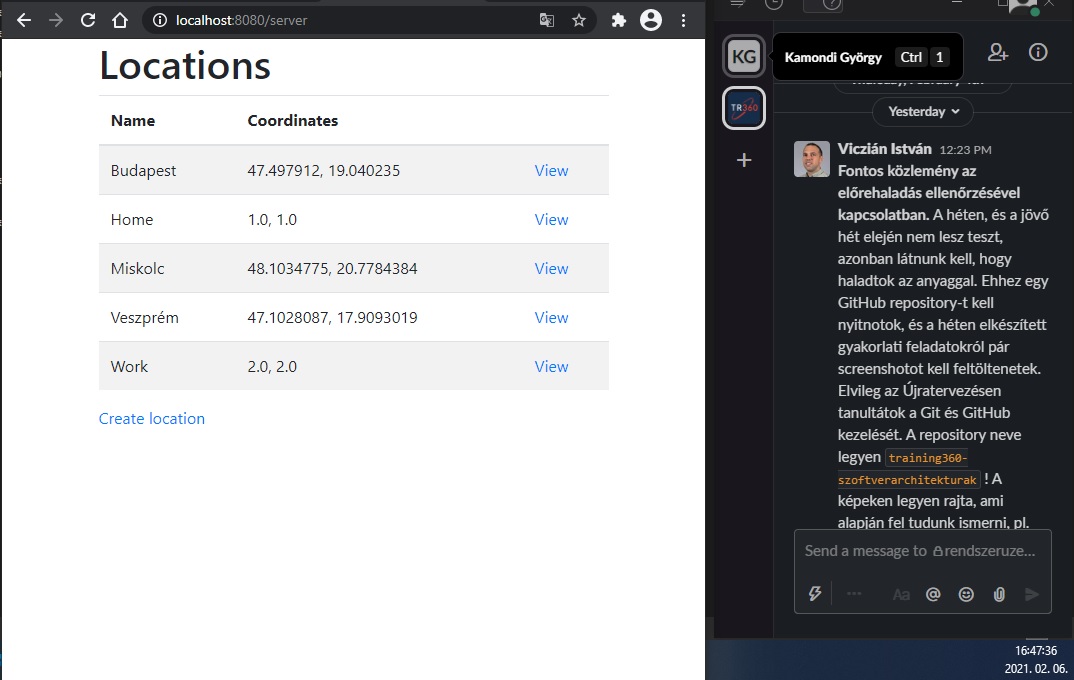 localhost:8080/server
Locations
Name Coordinates
Budapest 47.497912, 19.040235 View
Home 1.0, 1.0 View
Miskolc 48.1034775, 20.7784384 View
Veszprém 47.1028087, 17.9093019 View
Work 2.0, 2.0 View
Create location
KG
Kamondi György Ctrl 1
TR360
Yesterday
Viczián István 12:23 PM
Fontos közlemény az
előrehaladás ellenőrzésével
kapcsolatban. A héten, és a jövő
hét elején nem lesz teszt,
azonban látnunk kell, hogy
haladtok az anyaggal. Ehhez egy
GitHub repository-t kell
nyitnotok, és a héten elkészített
gyakorlati feladatokról pár
screenshotot kell feltöltenetek.
Elvileg az Újratervezésen
tanultátok a Git és GitHub
kezelését. A repository neve
legyen training360-
szoftverarchitekturak ! A
képeken legyen rajta, ami
alapján fel tudunk ismerni, pl.
Send a message to rendszeruze...
Aa
16:47:36
2021. 02. 06.